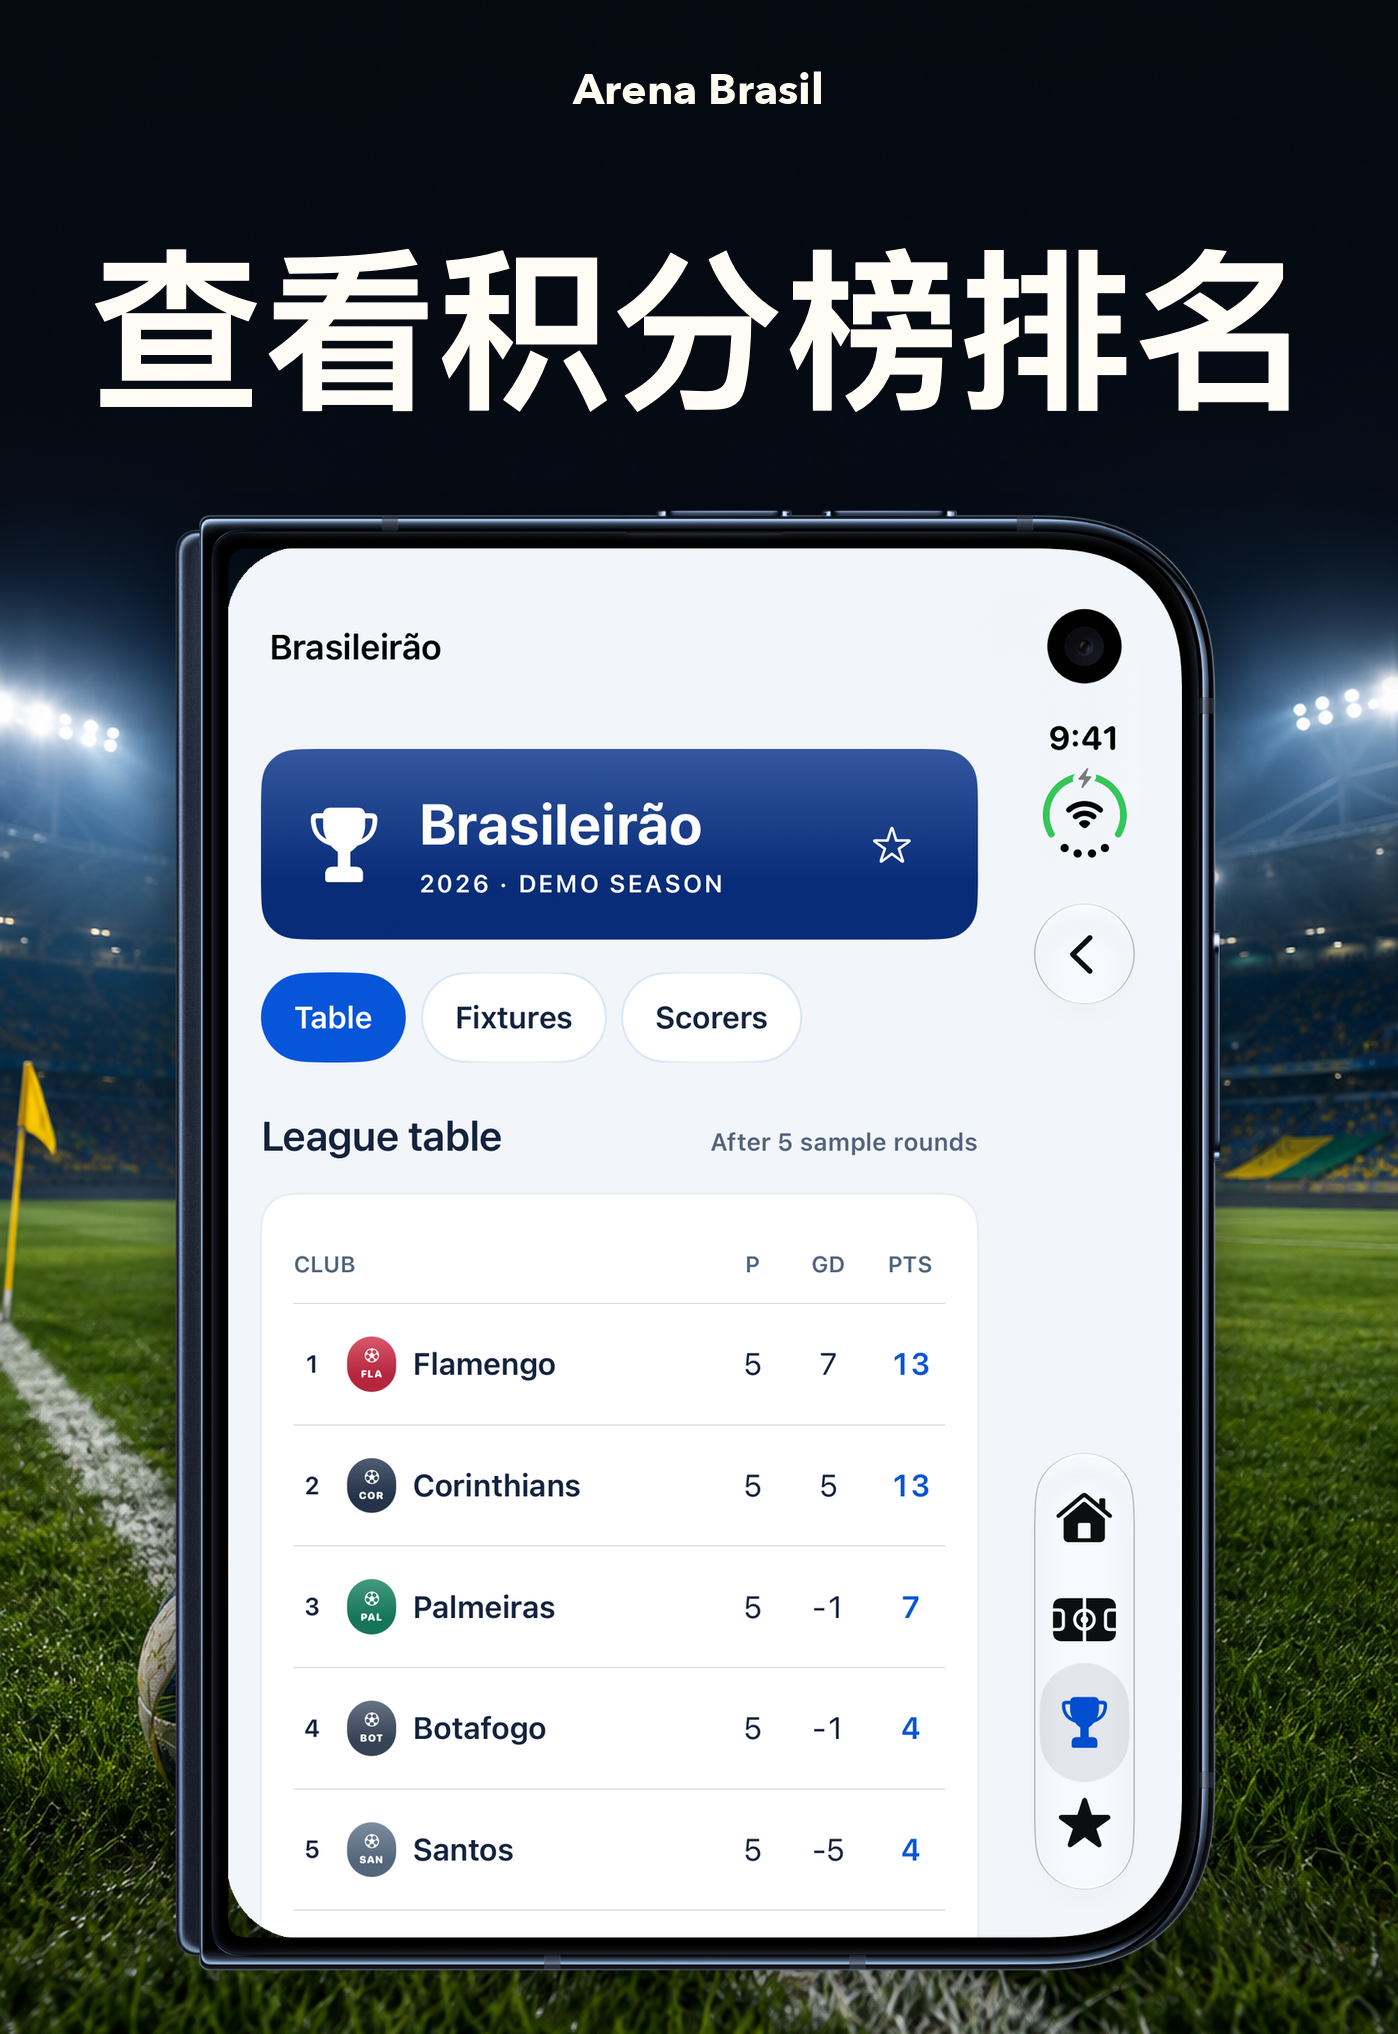 Arena Brasil
查看积分榜排名
Brasileirão
9:41
Brasileirão
2026 · DEMO SEASON
Table Fixtures Scorers
League table After 5 sample rounds
CLUB P GD PTS
1 FLA Flamengo 5 7 13
2 COR Corinthians 5 5 13
3 PAL Palmeiras 5 -1 7
4 BOT Botafogo 5 -1 4
5 SAN Santos 5 -5 4